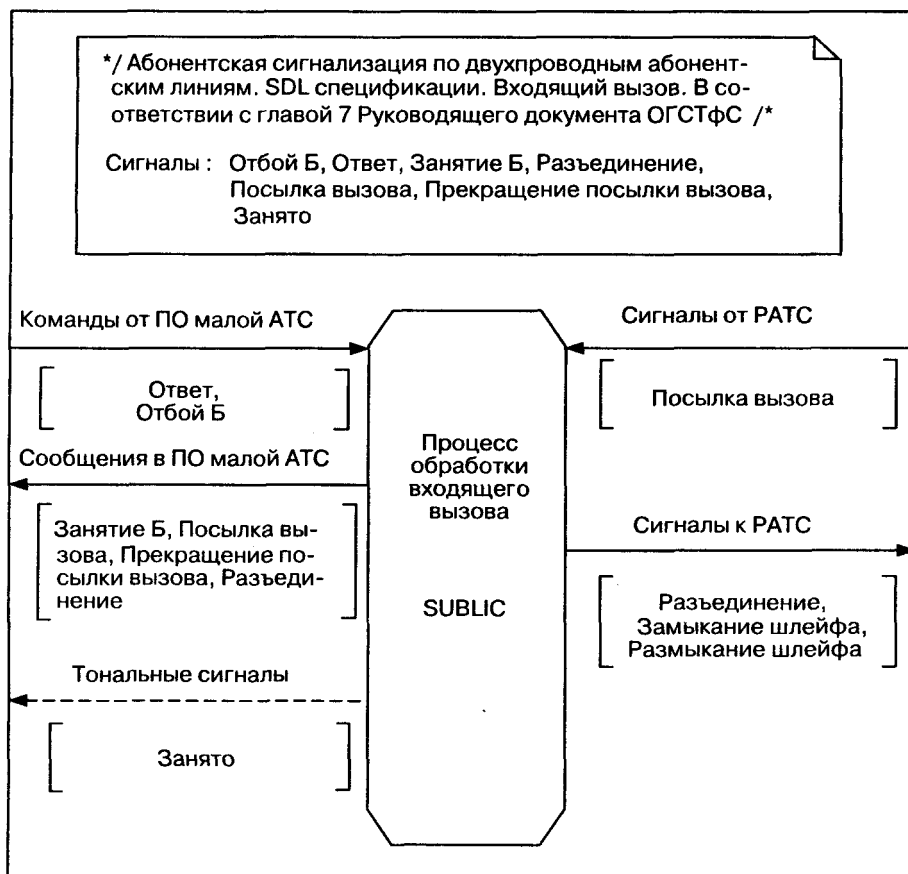 */ Абонентская сигнализация по двухпроводным абонент-
ским линиям. SDL спецификации. Входящий вызов. В со-
ответствии с главой 7 Руководящего документа ОГСТфС /*
Сигналы : Отбой Б, Ответ, Занятие Б, Разъединение,
Посылка вызова, Прекращение посылки вызова,
Занято
Команды от ПО малой АТС
Ответ,
Отбой Б
Сообщения в ПО малой АТС
Занятие Б, Посылка вы-
зова, Прекращение по-
сылки вызова, Разъеди-
нение
Тональные сигналы
Занято
Процесс
обработки
входящего
вызова
SUBLIC
Сигналы от РАТС
Посылка вызова
Сигналы к РАТС
Разъединение,
Замыкание шлейфа,
Размыкание шлейфа